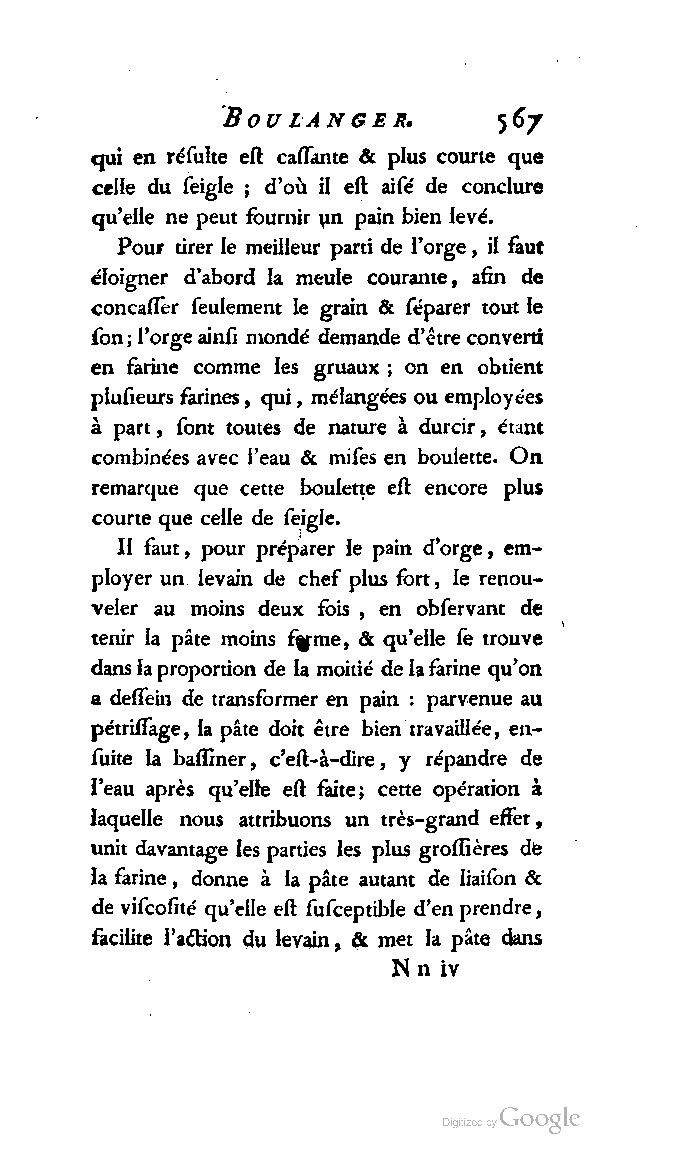 BOULANGER. 567
qui en réſulte eſt caſſante & plus courte que
celle du ſeigle ; d'où il eſt aiſé de conclure
qu'elle ne peut fournir un pain bien levé.
Pour tirer le meilleur parti de l'orge, il faut
éloigner d'abord la meule courante, afin de
concaſſer ſeulement le grain & ſéparer tout le
ſon ; l'orge ainſi mondé demande d'être converti
en farine comme les gruaux ; on en obtient
pluſieurs farines, qui, mélangées ou employées
à part, ſont toutes de nature à durcir, étant
combinées avec l'eau & miſes en boulette. On
remarque que cette boulette eſt encore plus
courte que celle de ſeigle.
Il faut, pour préparer le pain d'orge, em-
ployer un levain de chef plus fort, le renou-
veler au moins deux fois , en obſervant de
tenir la pâte moins ferme, & qu'elle ſe trouve
dans la proportion de la moitié de la farine qu'on
a deſſein de transformer en pain : parvenue au
pétriſſage, la pâte doit être bien travaillée, en-
ſuite la baſſiner, c'eſt-à-dire, y répandre de
l'eau après qu'elle eſt faite; cette opération à
laquelle nous attribuons un très-grand effet,
unit davantage les parties les plus groſſières de
la farine, donne à la pâte autant de liaiſon &
de viſcoſité qu'elle eſt ſuſceptible d'en prendre,
facilite l'action du levain, & met la pâte dans
N n iv
Digitized by Google